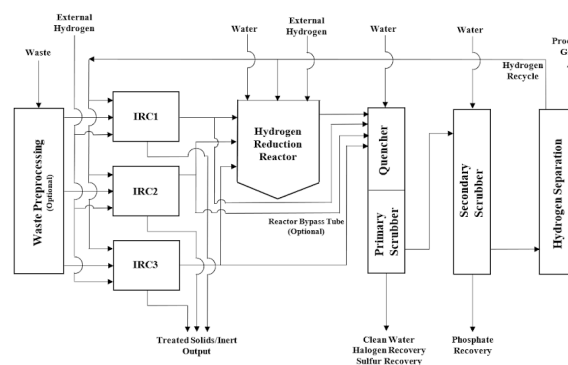 External
Hydrogen
Water
External
Hydrogen
Water
Water
Waste
Hydrogen
Recycle
Waste Preprocessing
(Optional)
IRC1
IRC2
IRC3
Hydrogen
Reduction
Reactor
Quencher
Primary
Scrubber
Secondary
Scrubber
Hydrogen Separation
Reactor Bypass Tube
(Optional)
Treated Solids/Inert
Output
Clean Water
Halogen Recovery
Sulfur Recovery
Phosphate
Recovery